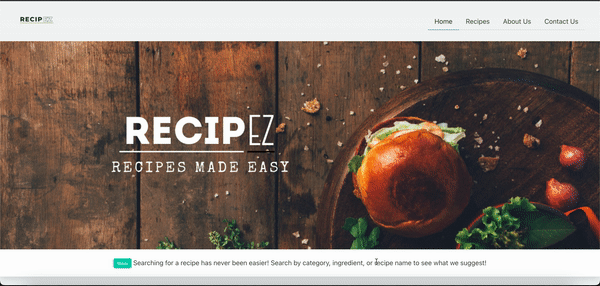 RECIPEZ
Home Recipes About Us Contact Us
RECIPEZ
RECIPES MADE EASY
Searching for a recipe has never been easier! Search by category, ingredient, or recipe name to see what we suggest!